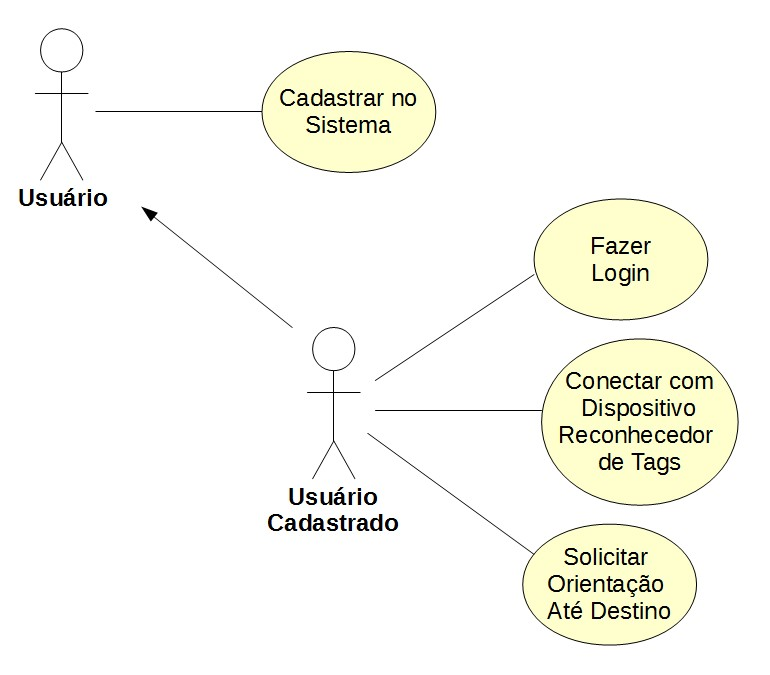 Cadastrar no
Sistema
Usuário
Fazer
Login
Conectar com
Dispositivo
Reconhecedor
de Tags
Usuário
Cadastrado
Solicitar
Orientação
Até Destino